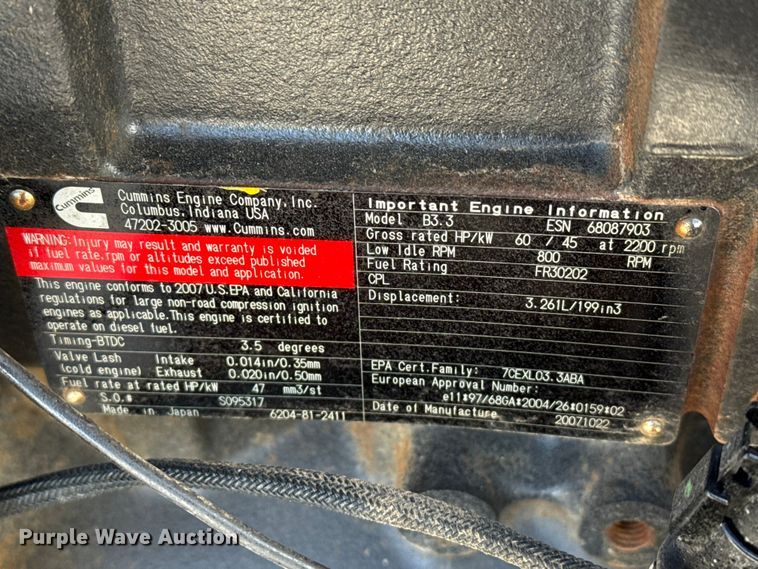 Cummins
Cummins Engine Company, Inc.
Columbus, Indiana USA
47202-3005 www.Cummins.com
WARNING:Injury may result and warranty is voided
if fuel rate.rpm or altitudes exceed published
maximum values for this model and application.
This engine conforms to 2007 U.S.EPA and California
regulations for large non-road compression ignition
engines as applicable.This engine is certified to
operate on diesel fuel.
Timing-BTDC 3.5 degrees
Valve Lash Intake 0.014in/0.35mm
(cold engine) Exhaust 0.020in/0.50mm
Fuel rate at rated HP/kW 47 mm3/st
S.O.# S095317
Made in Japan 6204-81-2411
Important Engine Information
Model B3.3 ESN 68087903
Gross rated HP/kW 60 / 45 at 2200 rpm
Low Idle RPM 800 RPM
Fuel Rating FR30202
CPL
Displacement: 3.261L/199in3
EPA Cert.Family: 7CEXL03.3ABA
European Approval Number:
e11*97/68GA*2004/26*0159*02
Date of Manufacture 20071022
Purple Wave Auction